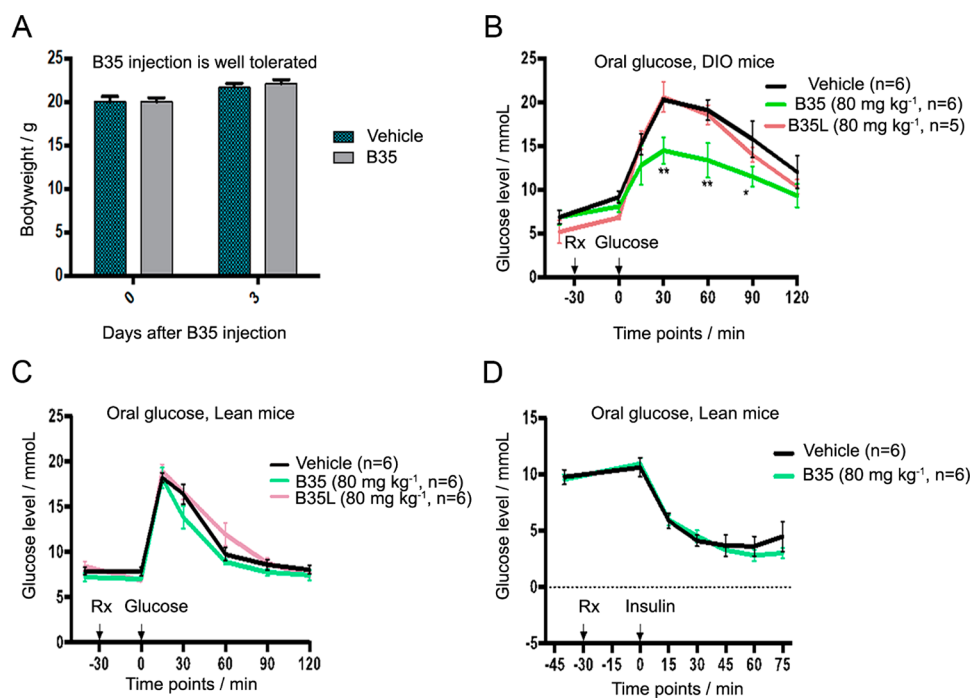 A
B35 injection is well tolerated
Bodyweight / g
25
20
15
10
5
0
Vehicle
B35
0
3
Days after B35 injection
B
Oral glucose, DIO mice
Glucose level / mmoL
25
20
15
10
5
0
Vehicle (n=6)
B35 (80 mg kg⁻¹, n=6)
B35L (80 mg kg⁻¹, n=5)
**
**
*
Rx Glucose
-30 0 30 60 90 120
Time points / min
C
Oral glucose, Lean mice
Glucose level / mmoL
25
20
15
10
5
0
Vehicle (n=6)
B35 (80 mg kg⁻¹, n=6)
B35L (80 mg kg⁻¹, n=6)
Rx Glucose
-30 0 30 60 90 120
Time points / min
D
Oral glucose, Lean mice
Glucose level / mmoL
15
10
5
0
-5
Vehicle (n=6)
B35 (80 mg kg⁻¹, n=6)
Rx Insulin
-45 -30 -15 0 15 30 45 60 75
Time points / min